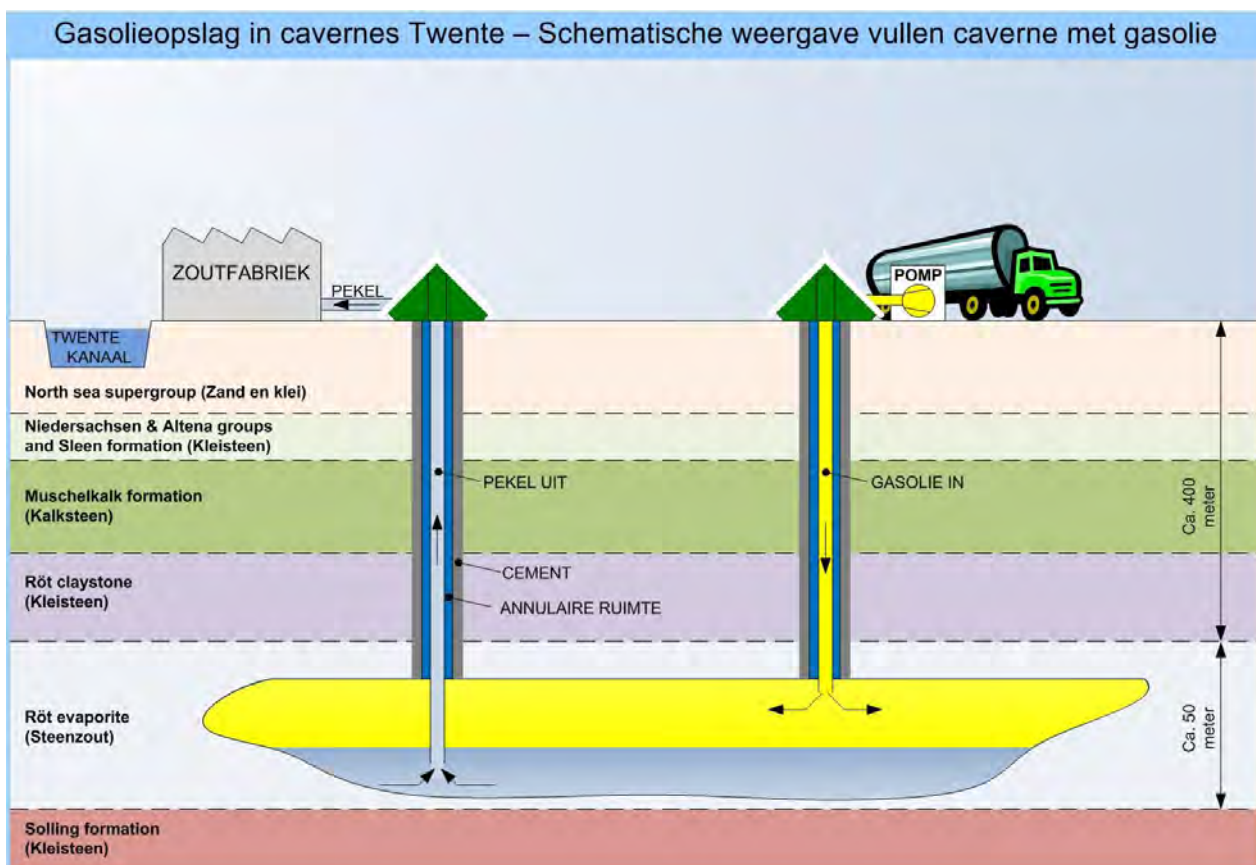 Gasolieopslag in cavernes Twente – Schematische weergave vullen caverne met gasolie
ZOUTFABRIEK
PEKEL
POMP
TWENTE
KANAAL
North sea supergroup (Zand en klei)
Niedersachsen & Altena groups
and Sleen formation (Kleisteen)
Muschelkalk formation
(Kalksteen)
PEKEL UIT
GASOLIE IN
Ca. 400
meter
Röt claystone
(Kleisteen)
CEMENT
ANNULAIRE RUIMTE
Röt evaporite
(Steenzout)
Ca. 50
meter
Solling formation
(Kleisteen)